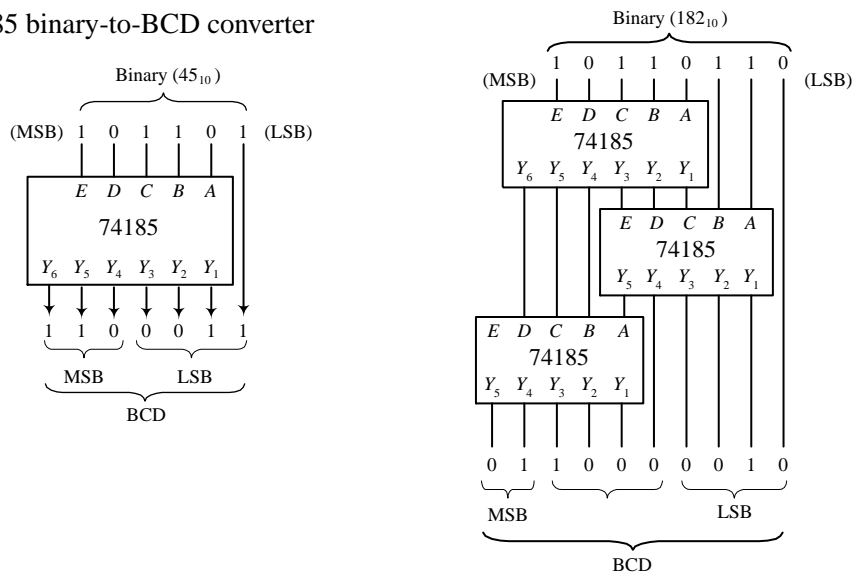 85 binary-to-BCD converter
Binary (45₁₀)
(MSB) 1 0 1 1 0 1 (LSB)
E D C B A
74185
Y₆ Y₅ Y₄ Y₃ Y₂ Y₁
1 1 0 0 0 1 1
MSB LSB
BCD
Binary (182₁₀)
1 0 1 1 0 1 1 0
(MSB) (LSB)
E D C B A
74185
Y₆ Y₅ Y₄ Y₃ Y₂ Y₁
E D C B A
74185
Y₅ Y₄ Y₃ Y₂ Y₁
E D C B A
74185
Y₅ Y₄ Y₃ Y₂ Y₁
0 1 1 0 0 0 0 0 1 0
MSB LSB
BCD